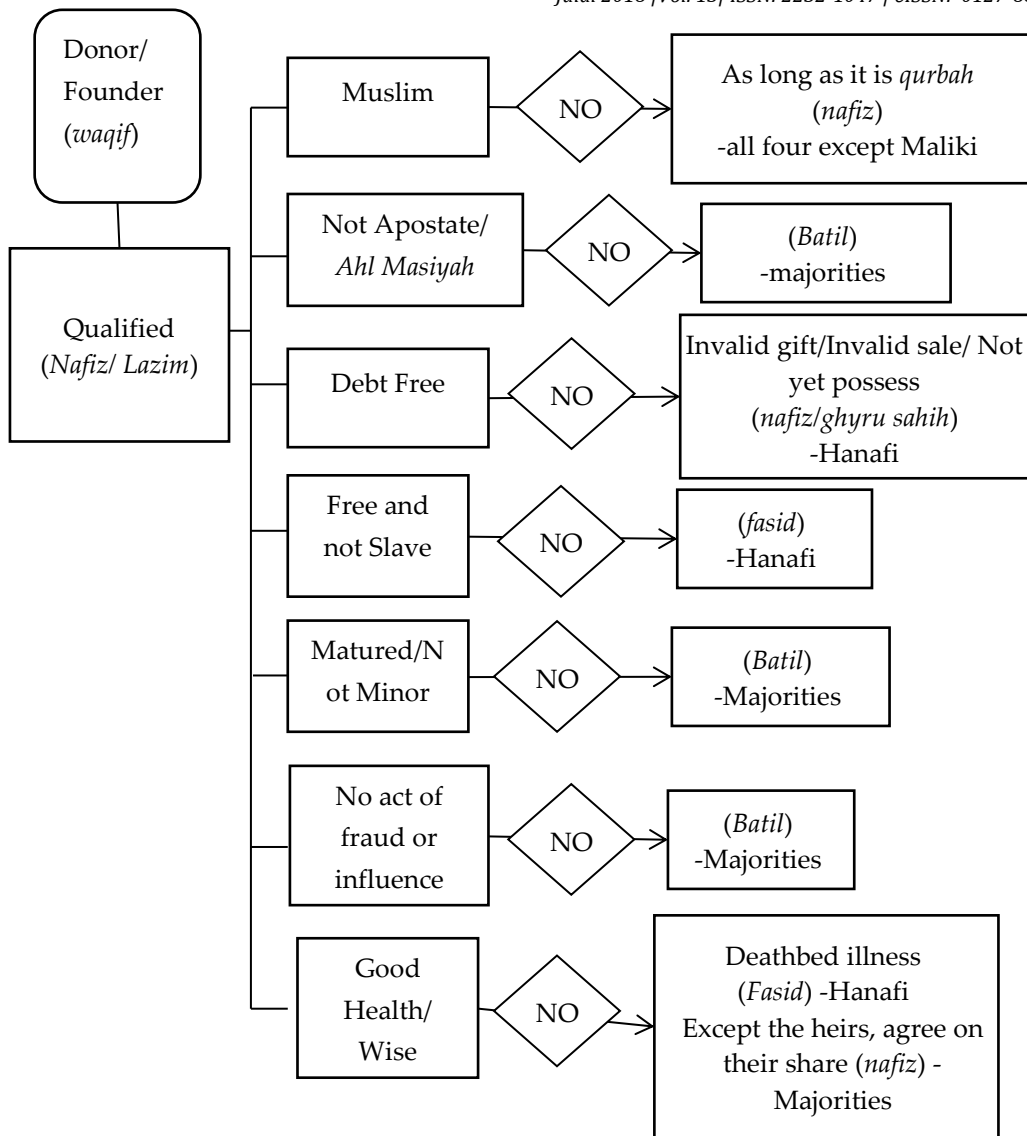 Donor/
Founder
(waqif)
Qualified
(Nafiz/ Lazim)
Muslim
NO
As long as it is qurbah
(nafiz)
-all four except Maliki
Not Apostate/
Ahl Masiyah
NO
(Batil)
-majorities
Debt Free
NO
Invalid gift/Invalid sale/ Not
yet possess
(nafiz/ghyru sahih)
-Hanafi
Free and
not Slave
NO
(fasid)
-Hanafi
Matured/N
ot Minor
NO
(Batil)
-Majorities
No act of
fraud or
influence
NO
(Batil)
-Majorities
Good
Health/
Wise
NO
Deathbed illness
(Fasid) -Hanafi
Except the heirs, agree on
their share (nafiz) -
Majorities